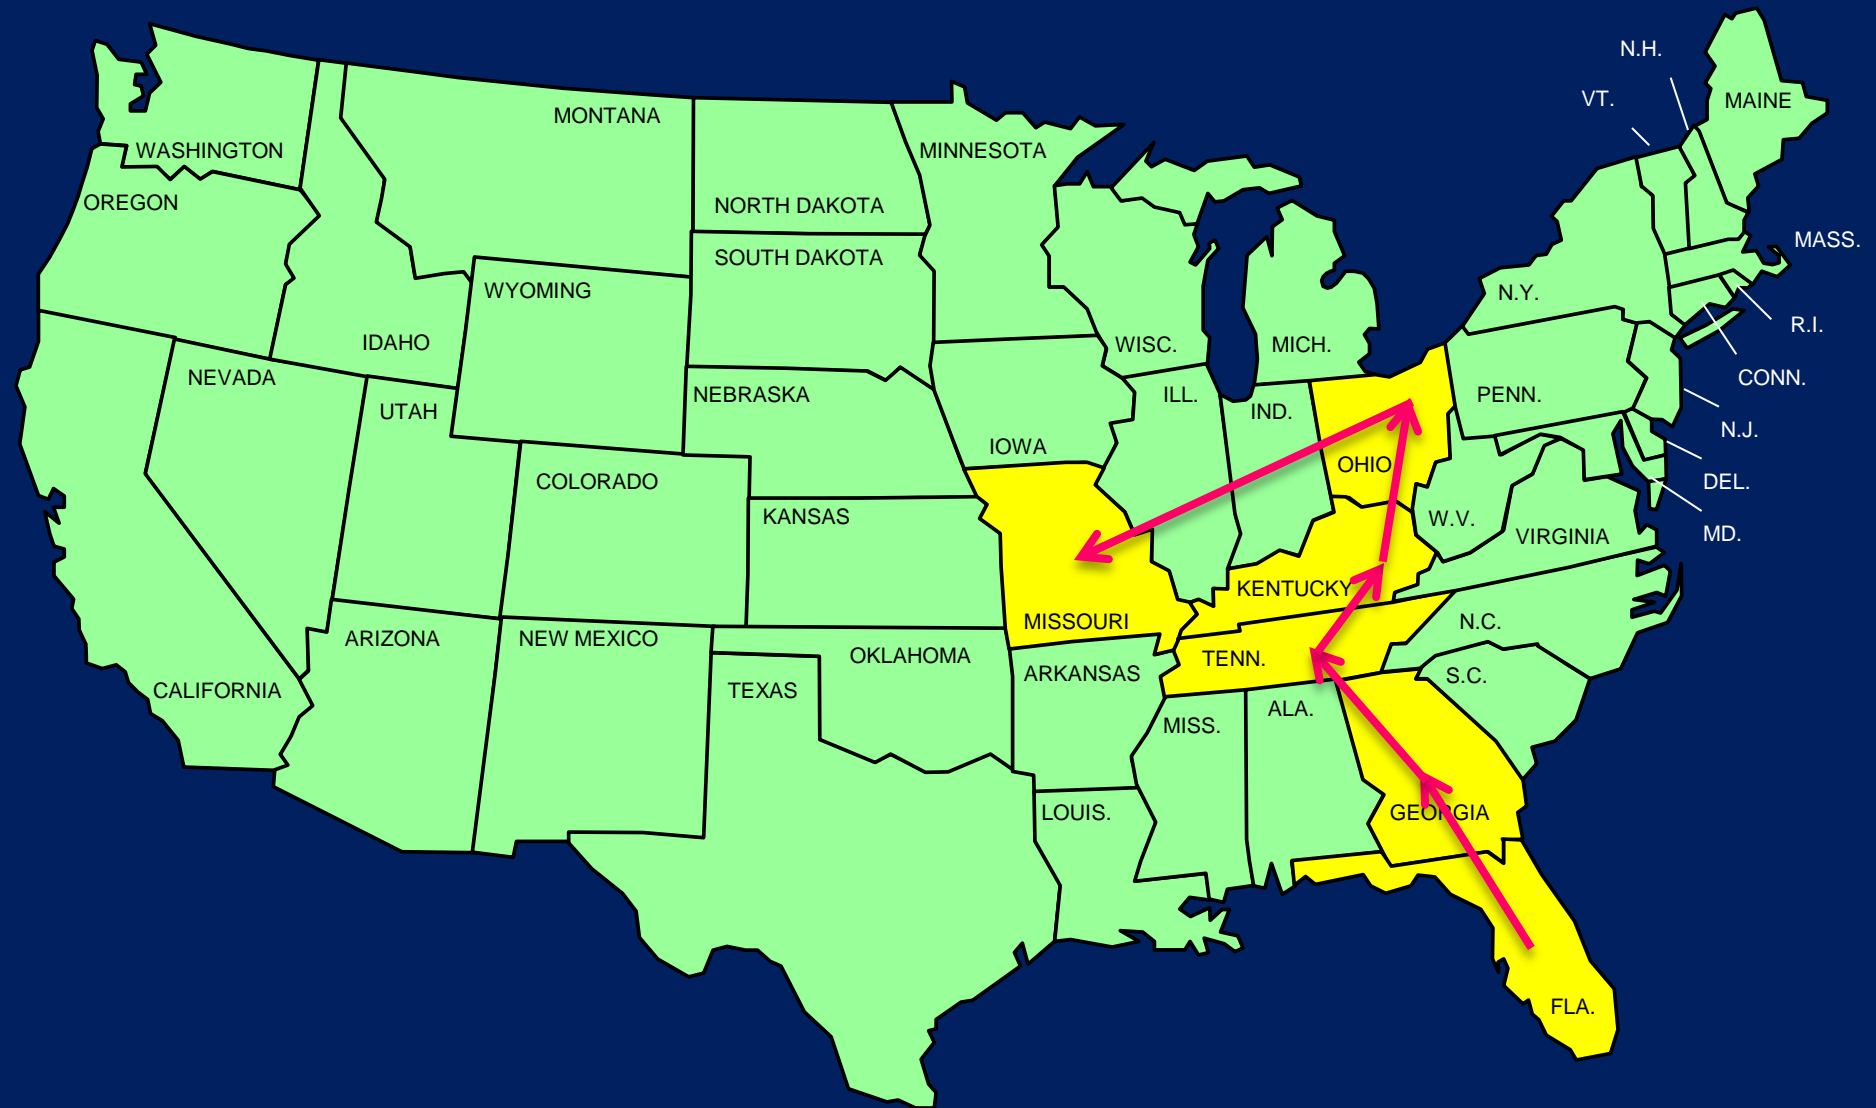 N.H.
VT.
MAINE
MONTANA
WASHINGTON
MINNESOTA
OREGON
NORTH DAKOTA
MASS.
SOUTH DAKOTA
WYOMING
N.Y.
R.I.
IDAHO
WISC.
MICH.
NEVADA
CONN.
NEBRASKA
ILL.
PENN.
UTAH
IND.
N.J.
IOWA
OHIO
COLORADO
DEL.
KANSAS
W.V.
VIRGINIA
MD.
KENTUCKY
MISSOURI
N.C.
ARIZONA
NEW MEXICO
OKLAHOMA
TENN.
ARKANSAS
S.C.
CALIFORNIA
TEXAS
ALA.
MISS.
LOUIS.
GEORGIA
FLA.